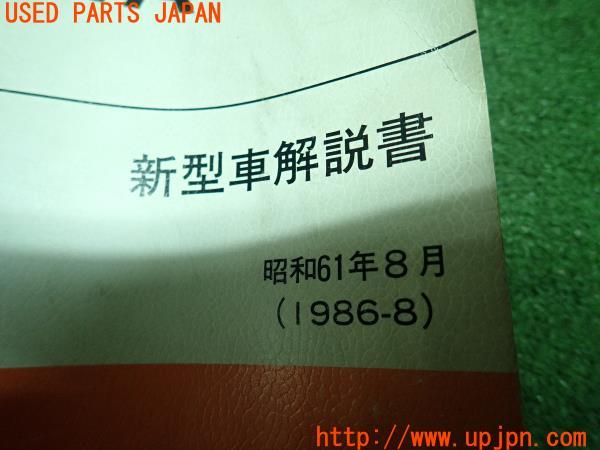 USED PARTS JAPAN
新型車解説書
昭和61年8月
(1986-8)
http://www.upjpn.com/